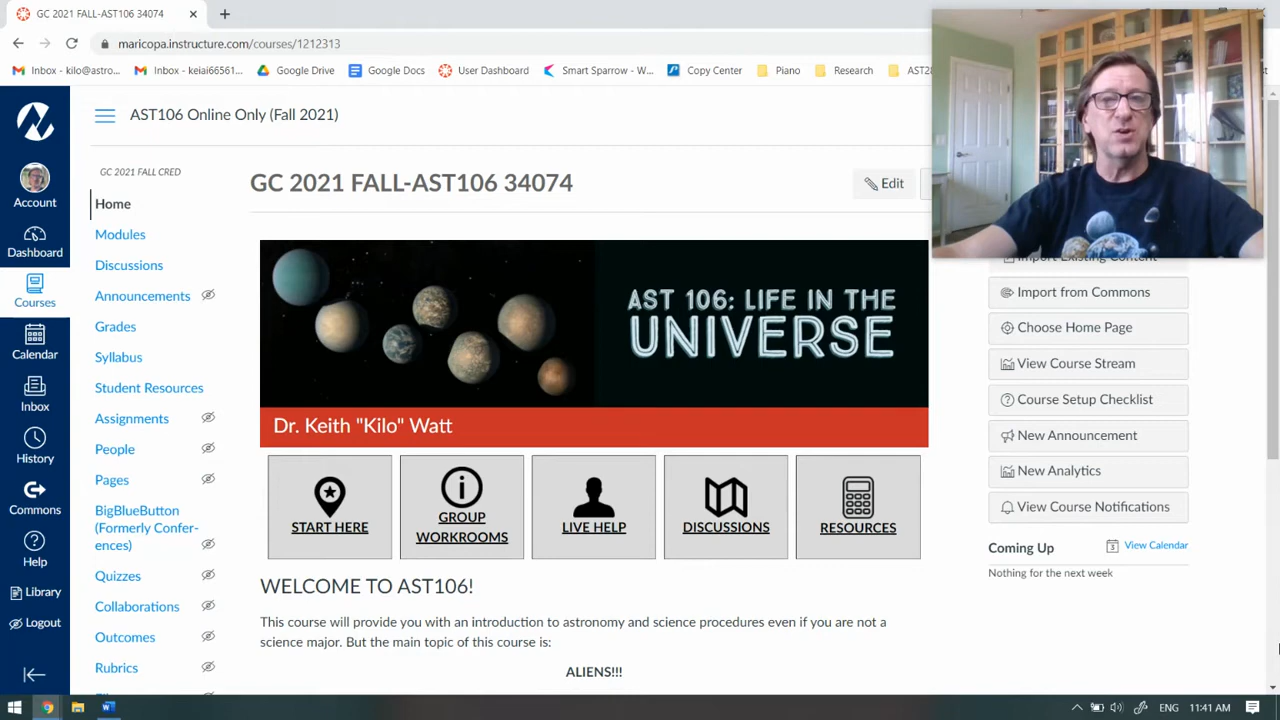 GC 2021 FALL-AST106 34074
maricopa.instructure.com/courses/1212313
Inbox - kilo@astro...
Inbox - keiai66561...
Google Drive
Google Docs
User Dashboard
Smart Sparrow - W...
Copy Center
Piano
Research
AST106 Online Only (Fall 2021)
Account
Dashboard
Courses
Calendar
Inbox
History
Commons
Help
Library
Logout
GC 2021 FALL CRED
Home
Modules
Discussions
Announcements
Grades
Syllabus
Student Resources
Assignments
People
Pages
BigBlueButton
(Formerly Confer-
ences)
Quizzes
Collaborations
Outcomes
Rubrics
GC 2021 FALL-AST106 34074
Edit
AST 106: LIFE IN THE
UNIVERSE
Dr. Keith "Kilo" Watt
START HERE
GROUP
WORKROOMS
LIVE HELP
DISCUSSIONS
RESOURCES
WELCOME TO AST106!
This course will provide you with an introduction to astronomy and science procedures even if you are not a
science major. But the main topic of this course is:
ALIENS!!!
Import Existing Content
Import from Commons
Choose Home Page
View Course Stream
Course Setup Checklist
New Announcement
New Analytics
View Course Notifications
Coming Up
View Calendar
Nothing for the next week
ENG
11:41 AM